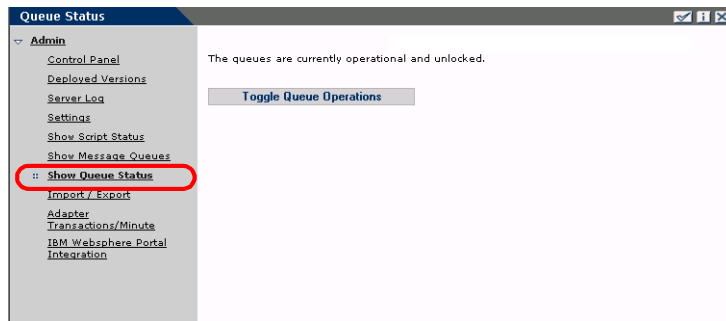 Queue Status
Admin
Control Panel
Deployed Versions
Server Log
Settings
Show Script Status
Show Message Queues
:: Show Queue Status
Import / Export
Adapter
Transactions/Minute
IBM Websphere Portal
Integration
The queues are currently operational and unlocked.
Toggle Queue Operations